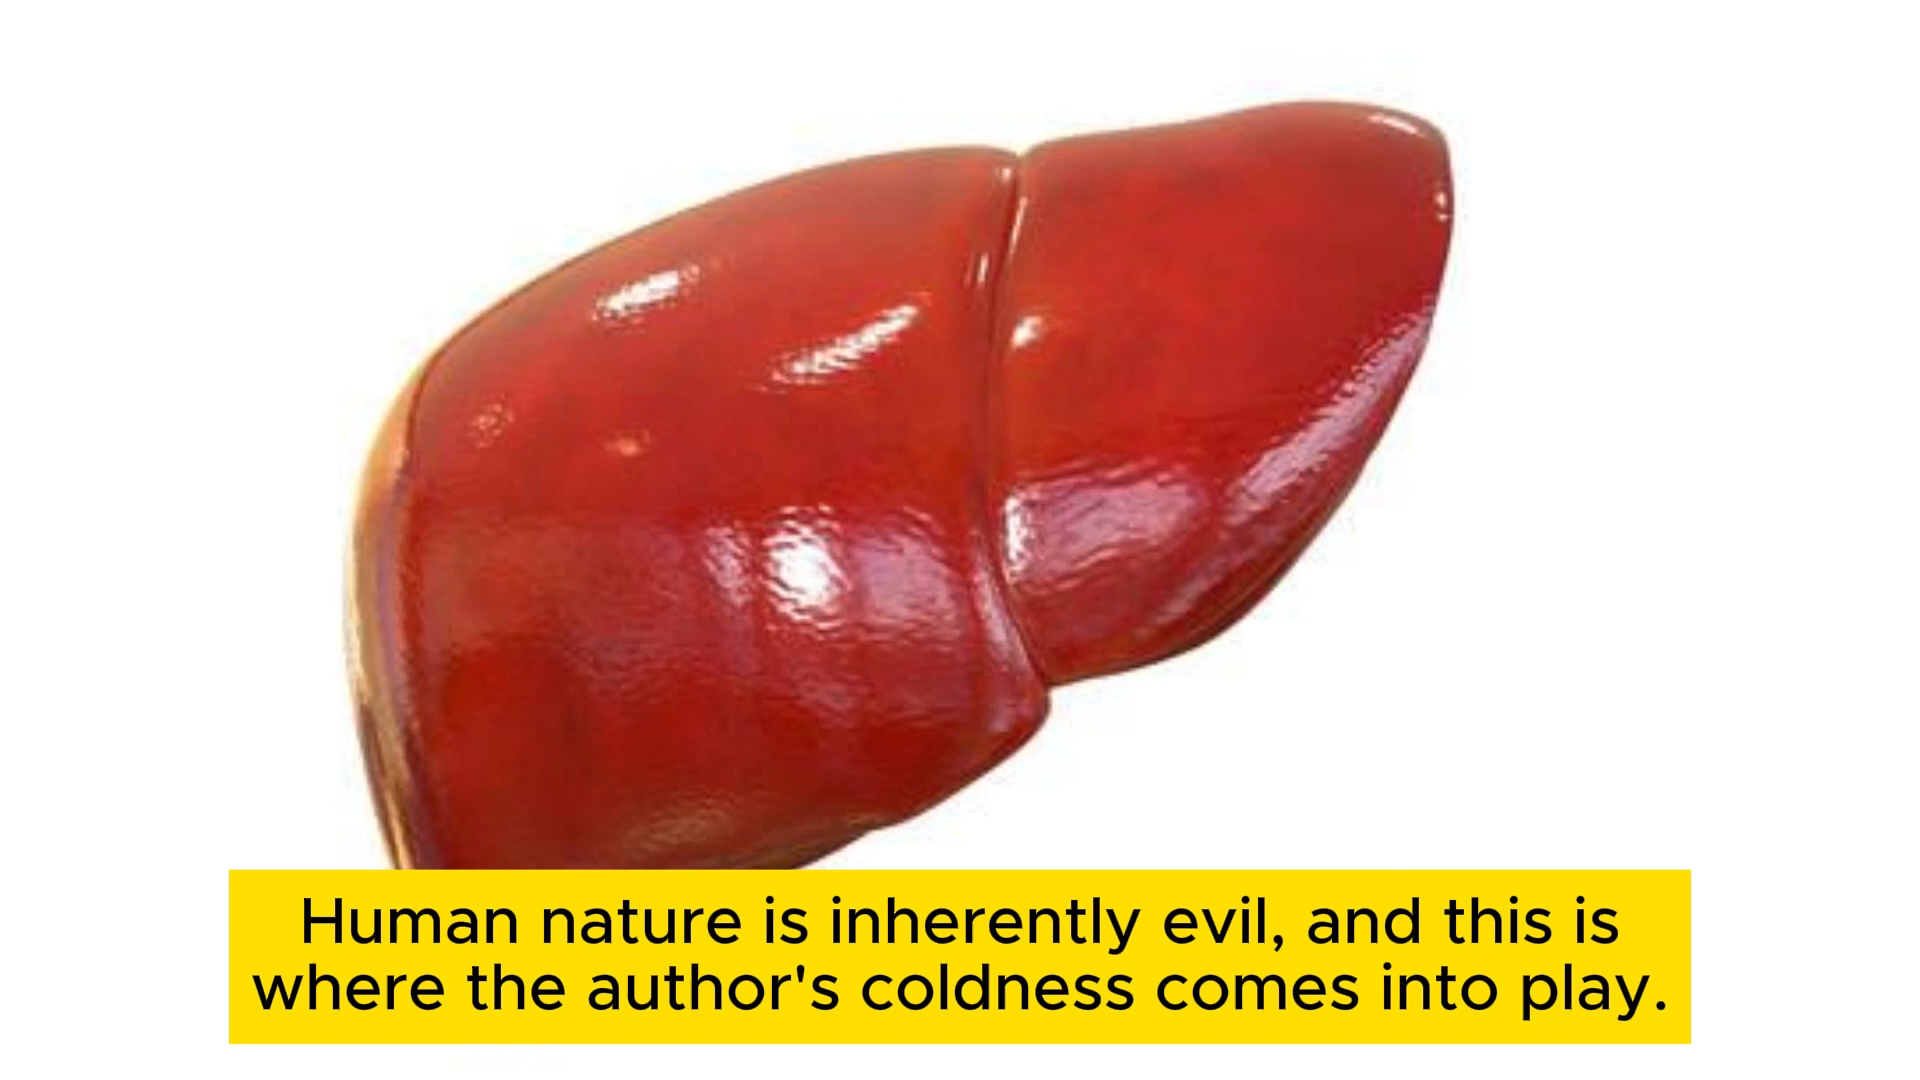 Human nature is inherently evil, and this is
where the author's coldness comes into play.